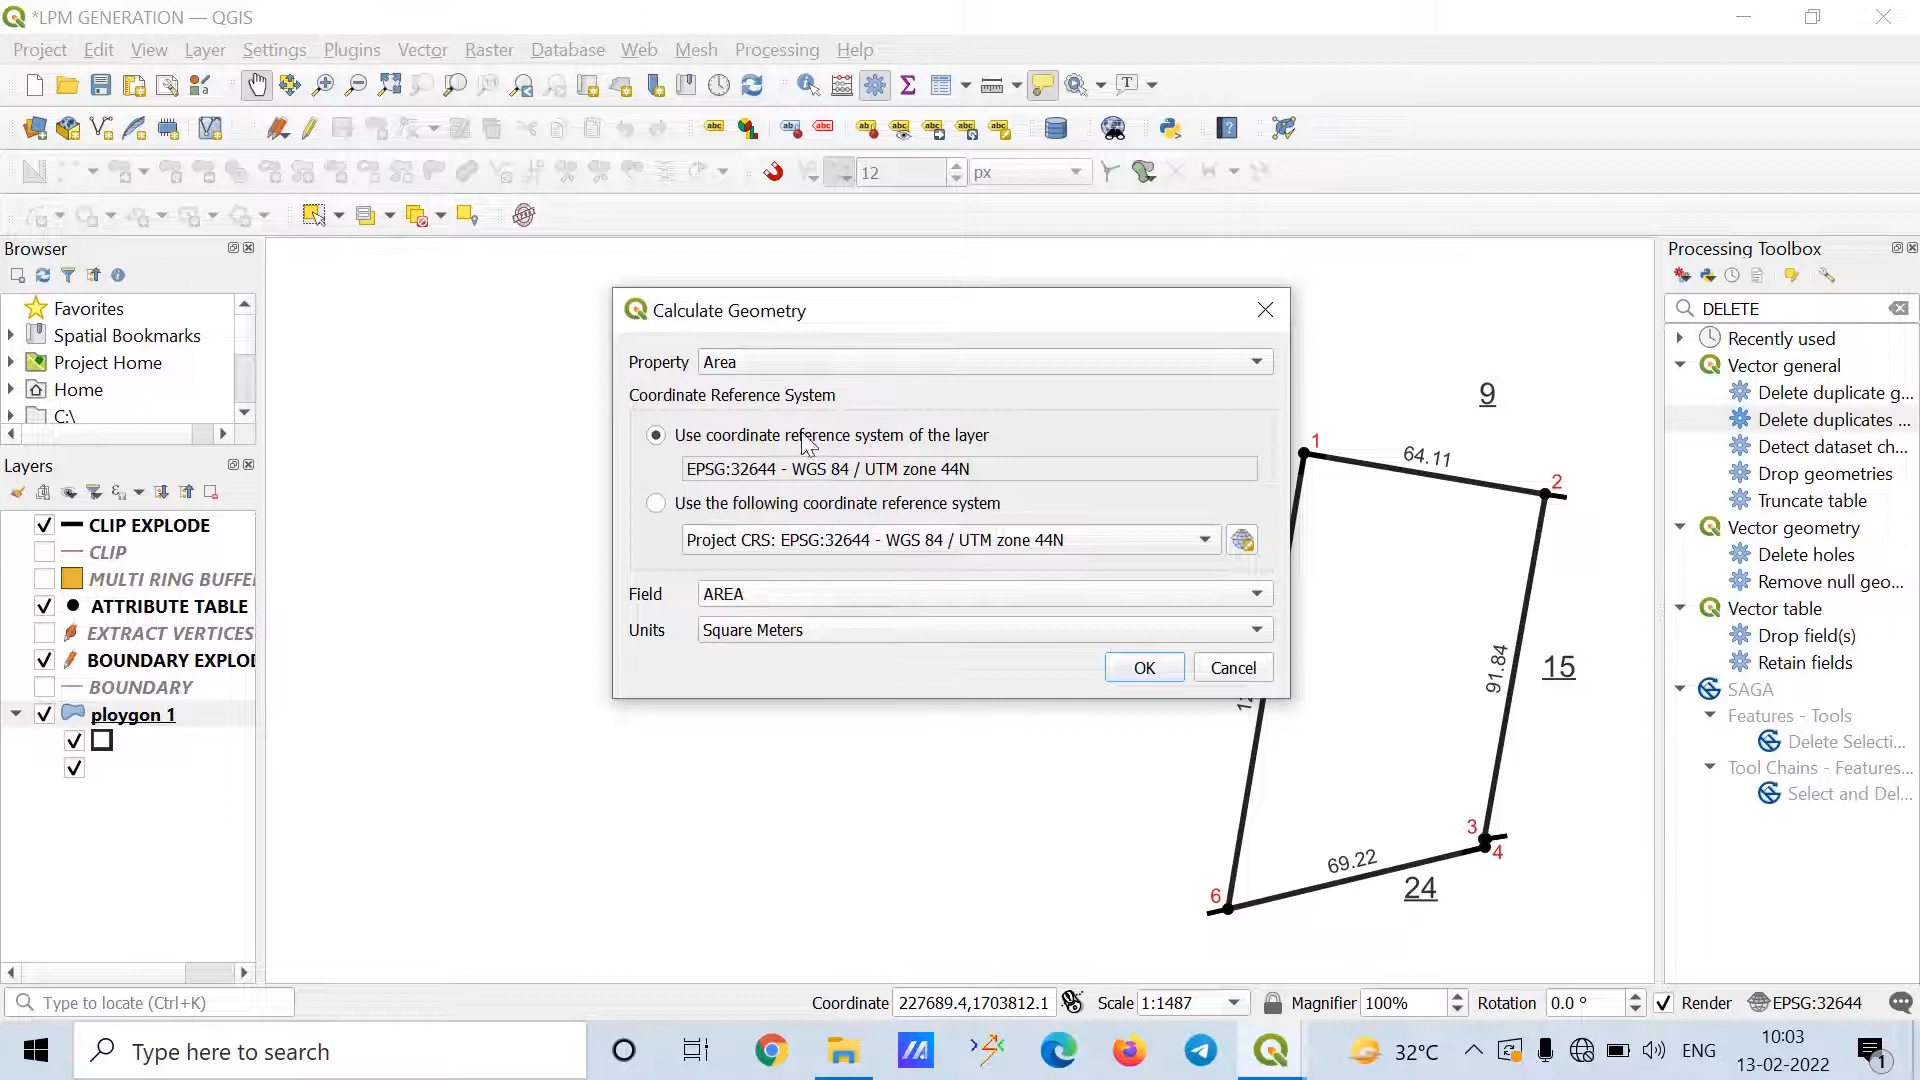 *LPM GENERATION — QGIS
Project Edit View Layer Settings Plugins Vector Raster Database Web Mesh Processing Help
12
px
Browser
Favorites
Spatial Bookmarks
Project Home
Home
C:\
Layers
CLIP EXPLODE
CLIP
MULTI RING BUFFE
ATTRIBUTE TABLE
EXTRACT VERTICES
BOUNDARY EXPLOD
BOUNDARY
ploygon 1
Calculate Geometry
Property Area
Coordinate Reference System
Use coordinate reference system of the layer
EPSG:32644 - WGS 84 / UTM zone 44N
Use the following coordinate reference system
Project CRS: EPSG:32644 - WGS 84 / UTM zone 44N
Field AREA
Units Square Meters
OK Cancel
9
1
64.11
2
91.84
15
3
4
69.22
24
6
Processing Toolbox
DELETE
Recently used
Vector general
Delete duplicate g...
Delete duplicates ...
Detect dataset ch...
Drop geometries
Truncate table
Vector geometry
Delete holes
Remove null geo...
Vector table
Drop field(s)
Retain fields
SAGA
Features - Tools
Delete Selecti...
Tool Chains - Features...
Select and Del...
Type to locate (Ctrl+K)
Coordinate 227689.4,1703812.1 Scale 1:1487 Magnifier 100% Rotation 0.0 ° Render EPSG:32644
Type here to search
32°C
ENG
10:03
13-02-2022
1